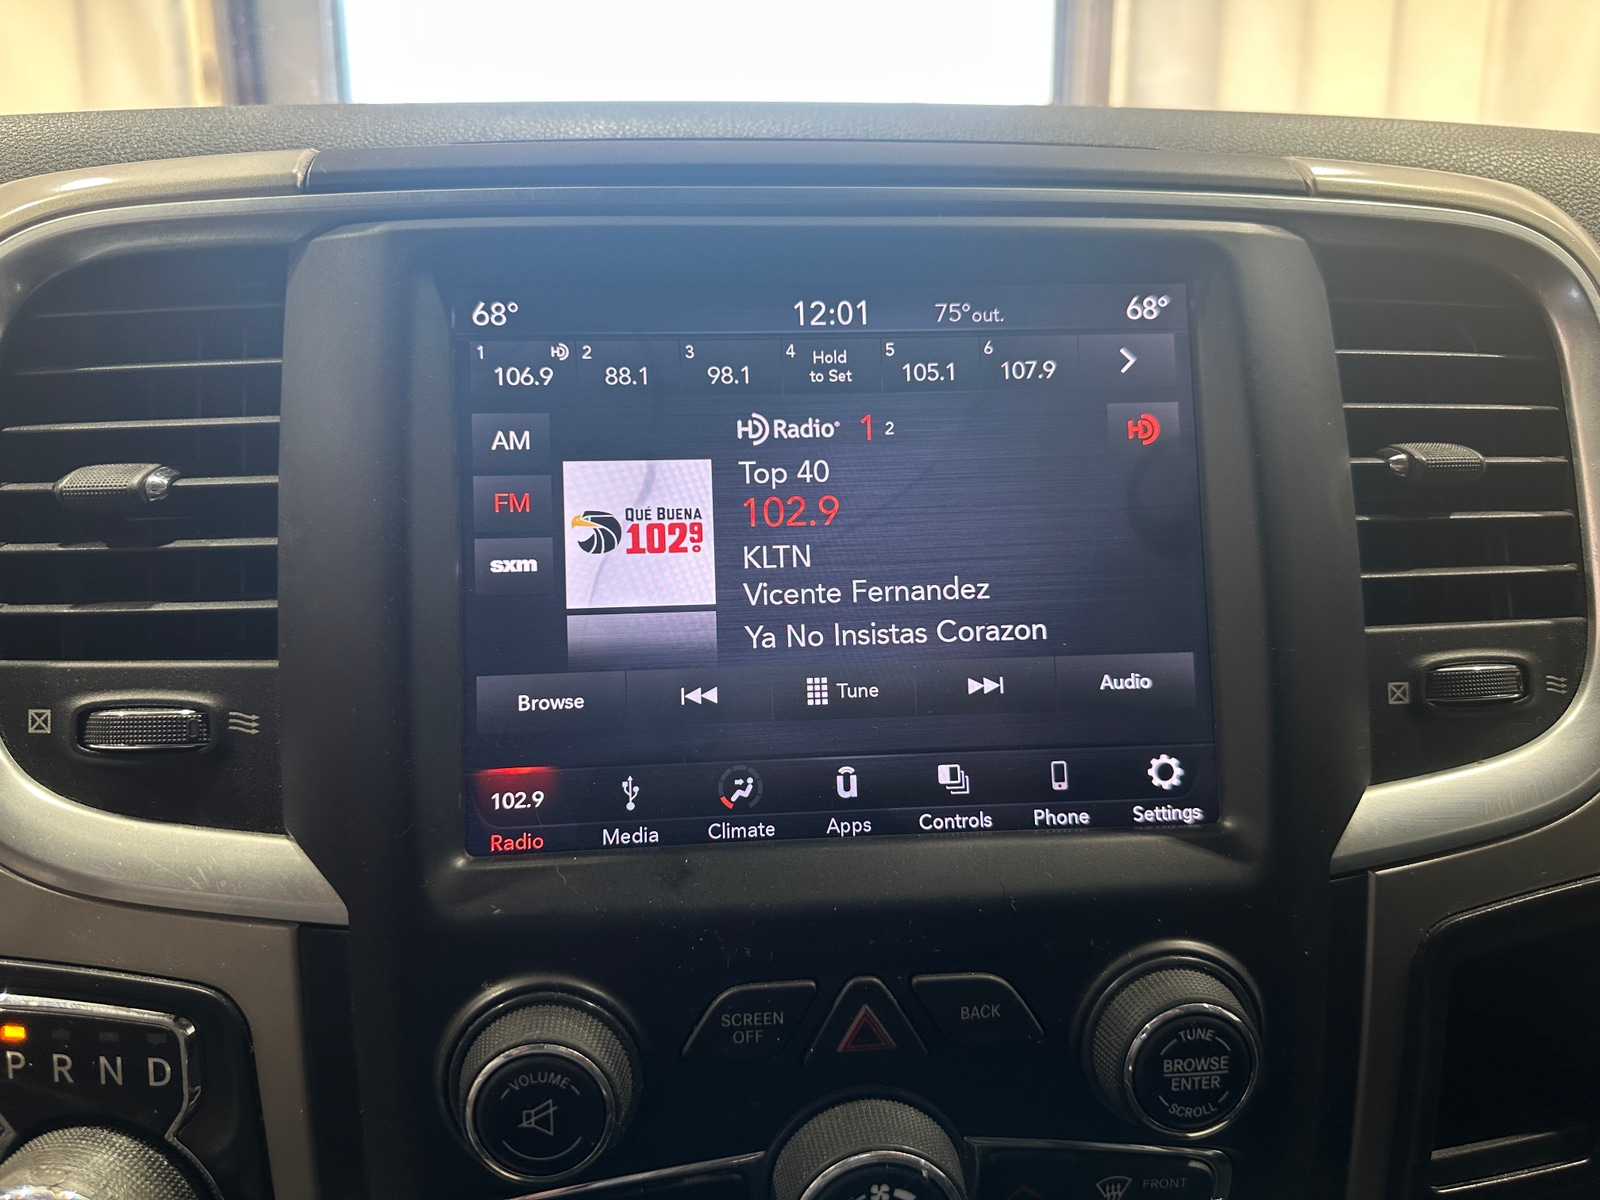 68° 12:01 75° out. 68°
1 106.9 HD 2 88.1 3 98.1 4 Hold to Set 5 105.1 6 107.9
HD Radio 1 2 HD
AM
FM
sxm
QUÉ BUENA
102.9
Top 40
102.9
KLTN
Vicente Fernandez
Ya No Insistas Corazon
Browse Tune Audio
102.9
Radio Media Climate Apps Controls Phone Settings
SCREEN
OFF
BACK
VOLUME
TUNE
BROWSE
ENTER
SCROLL
P R N D
FRONT